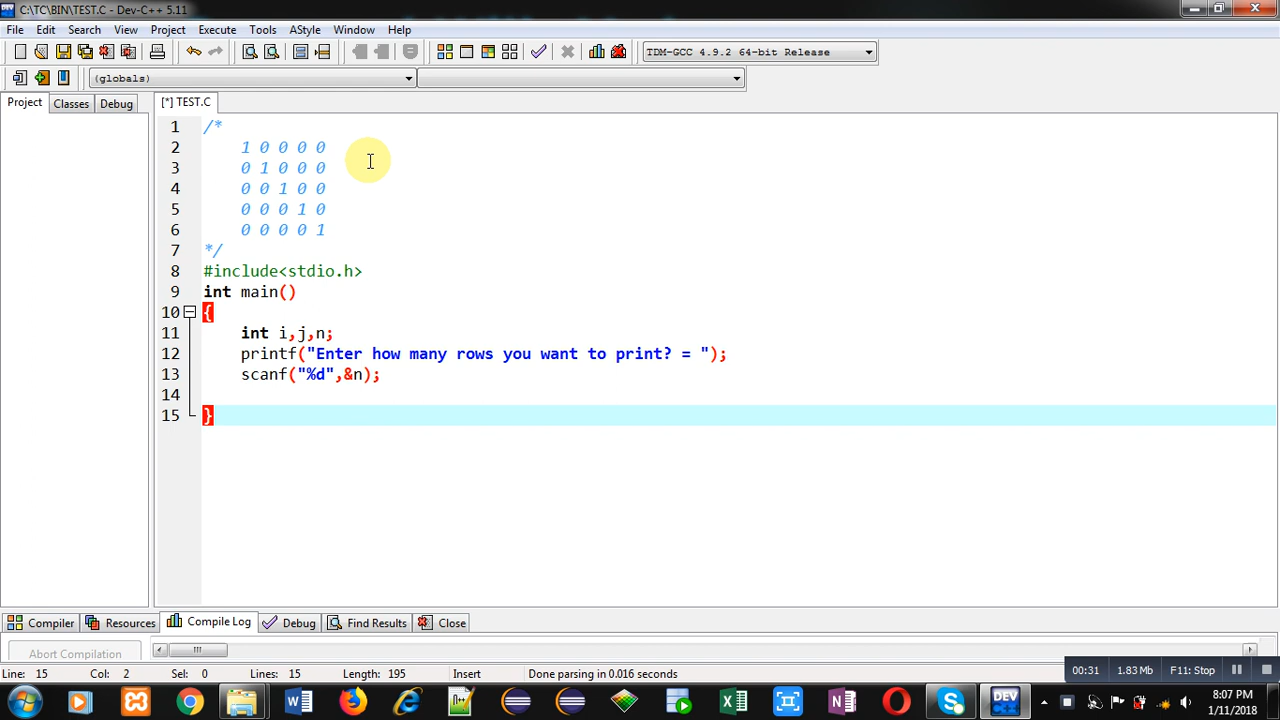 C:\TC\BIN\TEST.C - Dev-C++ 5.11
File Edit Search View Project Execute Tools AStyle Window Help
TDM-GCC 4.9.2 64-bit Release
(globals)
Project Classes Debug [*] TEST.C
1 /*
2 1 0 0 0 0
3 0 1 0 0 0
4 0 0 1 0 0
5 0 0 0 1 0
6 0 0 0 0 1
7 */
8 #include<stdio.h>
9 int main()
10 {
11 int i,j,n;
12 printf("Enter how many rows you want to print? = ");
13 scanf("%d",&n);
14
15 }
Compiler Resources Compile Log Debug Find Results Close
Abort Compilation
Line: 15 Col: 2 Sel: 0 Lines: 15 Length: 195 Insert Done parsing in 0.016 seconds
00:31 1.83 Mb F11: Stop
8:07 PM
1/11/2018